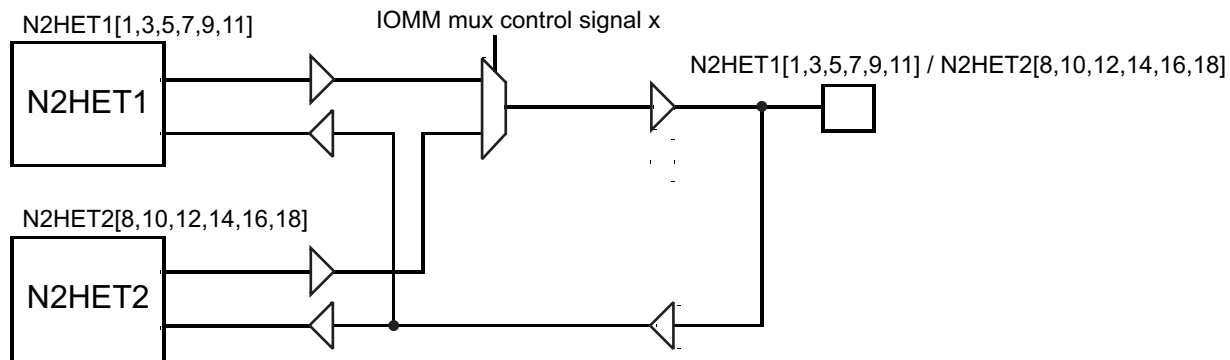 IOMM mux control signal x
N2HET1[1,3,5,7,9,11]
N2HET1[1,3,5,7,9,11] / N2HET2[8,10,12,14,16,18]
N2HET1
N2HET2[8,10,12,14,16,18]
N2HET2